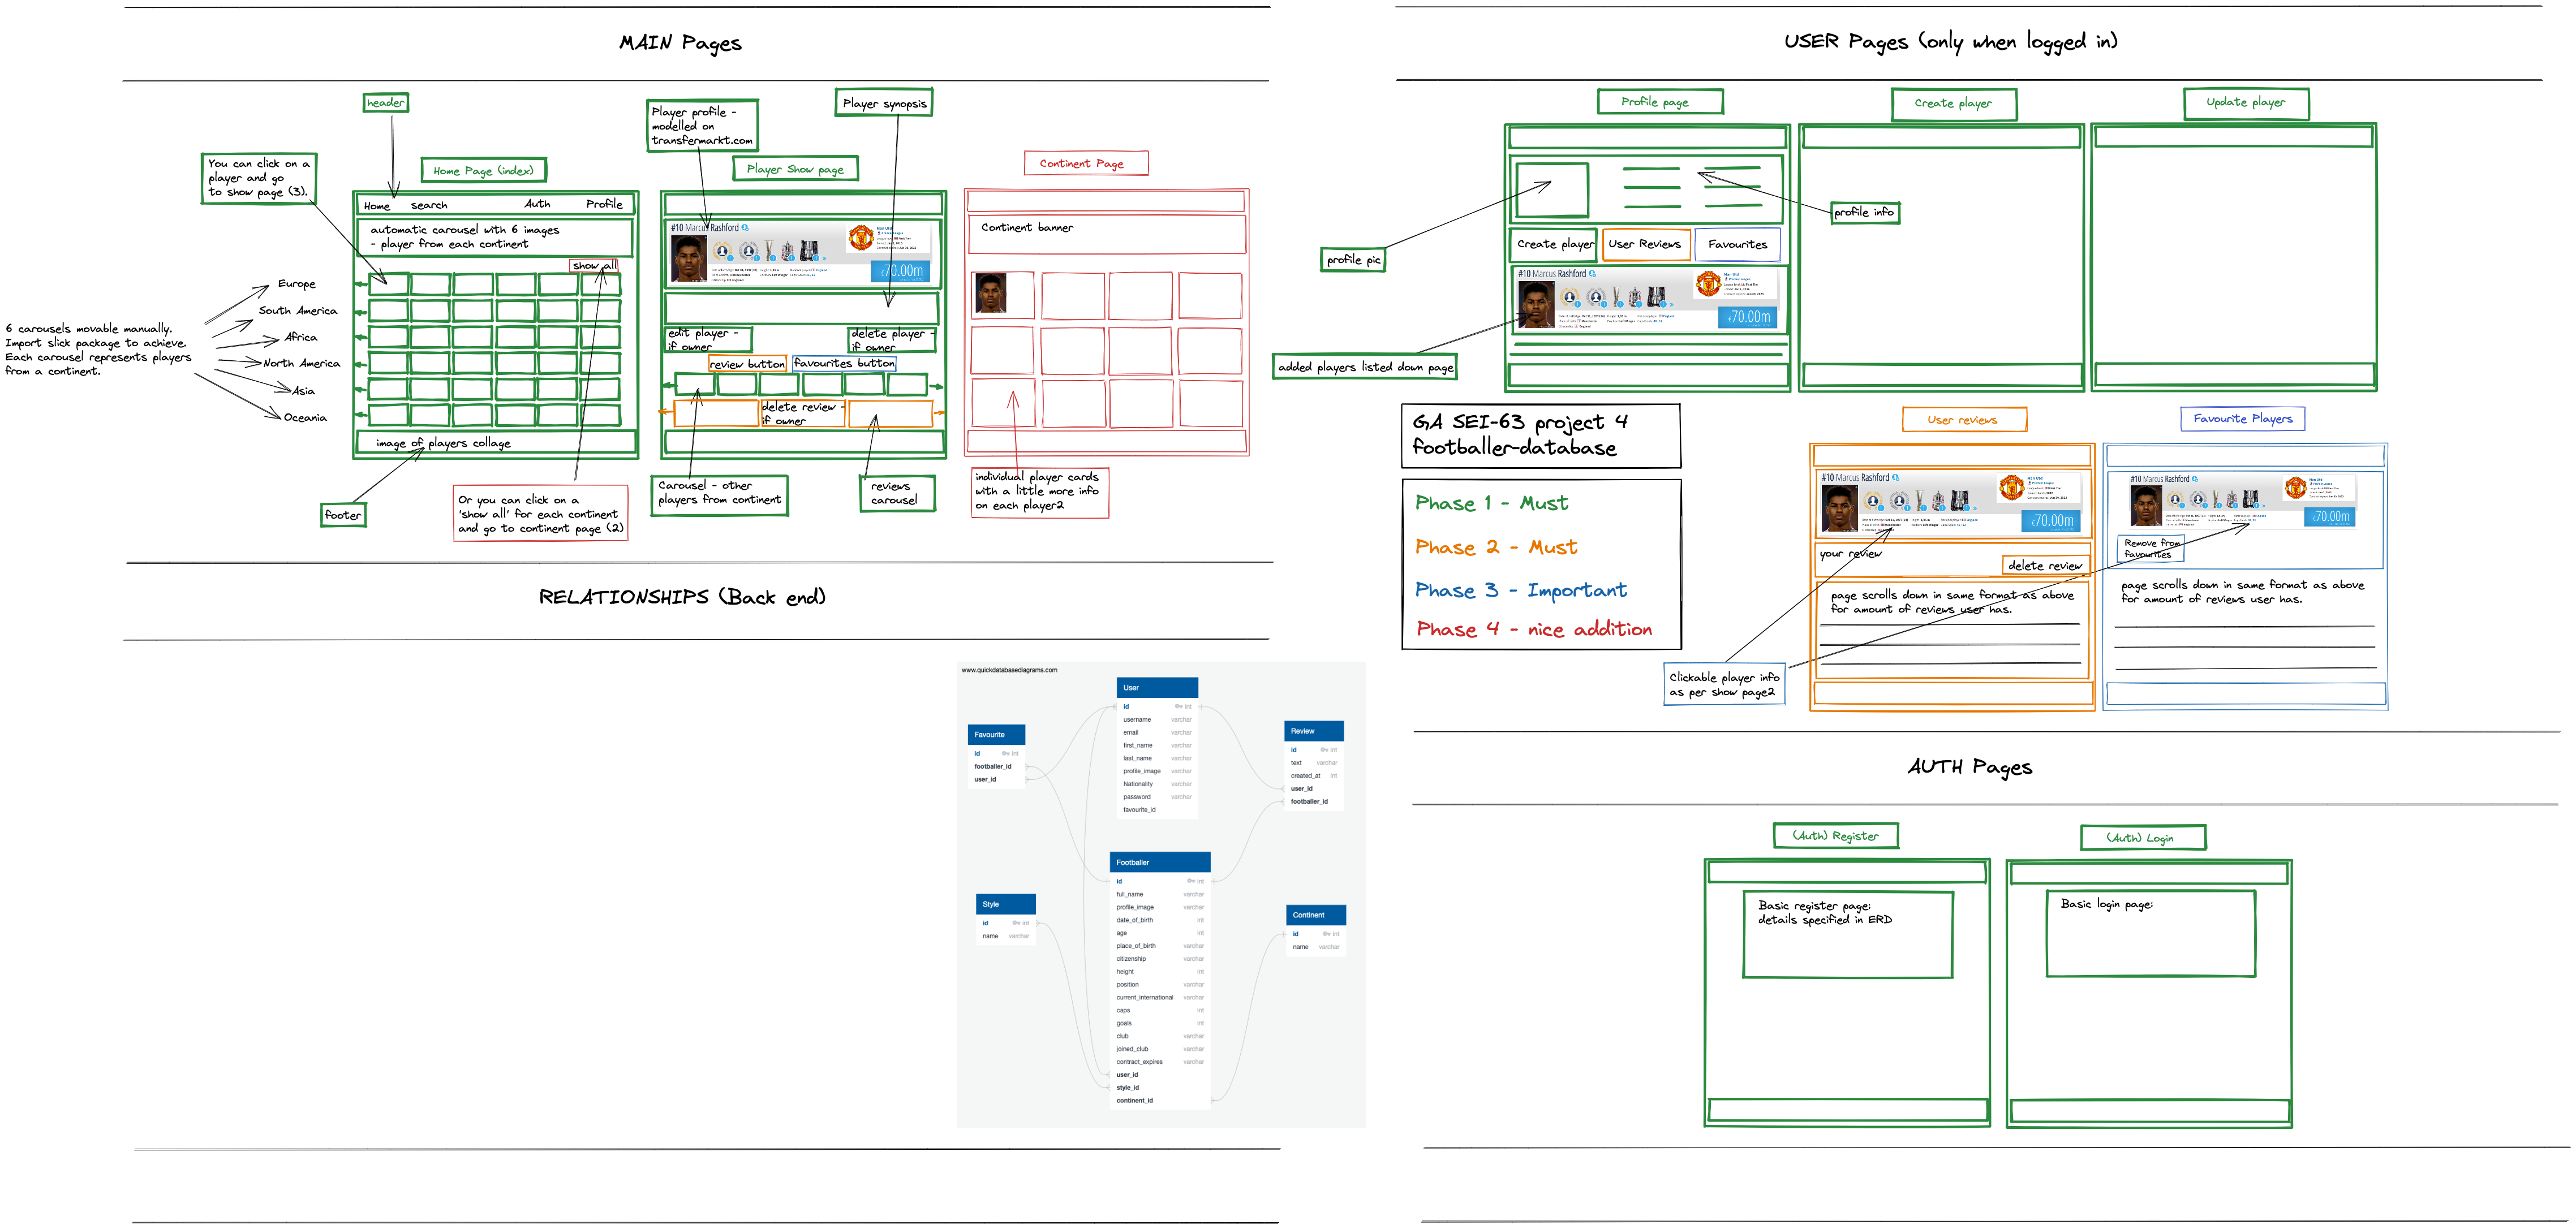 MAIN Pages
header
Player profile -
modelled on
transfermarkt.com
Player synopsis
You can click on a
player and go
to show page (3).
Home Page (index)
Player Show page
Continent Page
Home search Auth Profile
automatic carousel with 6 images
- player from each continent
show all
Europe
South America
Africa
North America
Asia
Oceania
6 carousels movable manually.
Import slick package to achieve.
Each carousel represents players
from a continent.
image of players collage
footer
Or you can click on a
'show all' for each continent
and go to continent page (2)
#10 Marcus Rashford
Man Utd
€70.00m
edit player -
if owner
delete player -
if owner
review button
favourites button
delete review -
if owner
Carousel - other
players from continent
reviews
carousel
Continent banner
individual player cards
with a little more info
on each player2
USER Pages (only when logged in)
Profile page
Create player
Update player
profile info
profile pic
Create player
User Reviews
Favourites
#10 Marcus Rashford
Man Utd
€70.00m
added players listed down page
GA SEI-63 project 4
footballer-database
Phase 1 - Must
Phase 2 - Must
Phase 3 - Important
Phase 4 - nice addition
User reviews
Favourite Players
#10 Marcus Rashford
Man Utd
€70.00m
your review
delete review
page scrolls down in same format as above
for amount of reviews user has.
#10 Marcus Rashford
Man Utd
€70.00m
Remove from
favourites
page scrolls down in same format as above
for amount of reviews user has.
Clickable player info
as per show page2
RELATIONSHIPS (Back end)
www.quickdatabasediagrams.com
User
id int
username varchar
email varchar
first_name varchar
last_name varchar
profile_image varchar
Nationality varchar
password varchar
favourite_id
Favourite
id int
footballer_id
user_id
Review
id int
text varchar
created_at int
user_id
footballer_id
Footballer
id int
full_name varchar
profile_image varchar
date_of_birth int
age int
place_of_birth varchar
citizenship varchar
height int
position varchar
current_international varchar
caps int
goals int
club varchar
joined_club varchar
contract_expires varchar
user_id
style_id
continent_id
Style
id int
name varchar
Continent
id int
name varchar
AUTH Pages
(Auth) Register
(Auth) Login
Basic register page:
details specified in ERD
Basic login page: